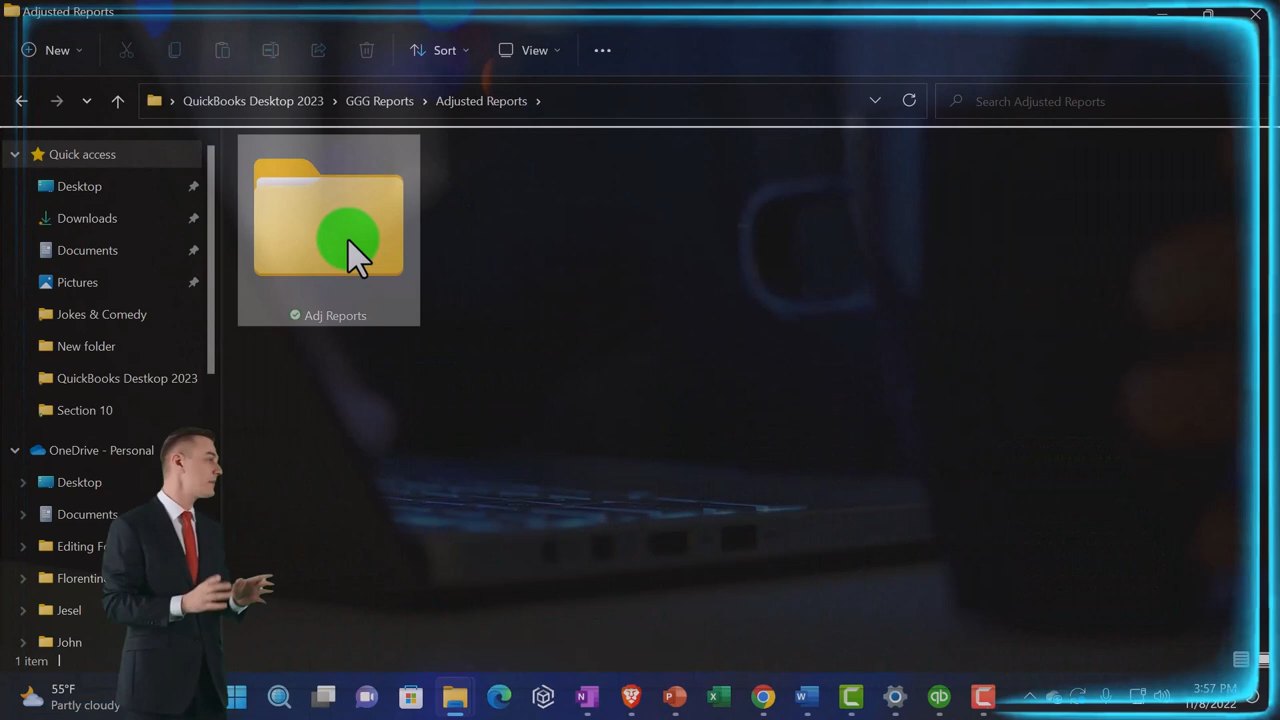 Adjusted Reports
New
Sort
View
QuickBooks Desktop 2023 > GGG Reports > Adjusted Reports >
Search Adjusted Reports
Quick access
Desktop
Downloads
Documents
Pictures
Jokes & Comedy
New folder
QuickBooks Destkop 2023
Section 10
OneDrive - Personal
Desktop
Documents
Editing F
Florentin
Jesel
John
Adj Reports
1 item
55°F
Partly cloudy
3:57 PM
11/8/2022